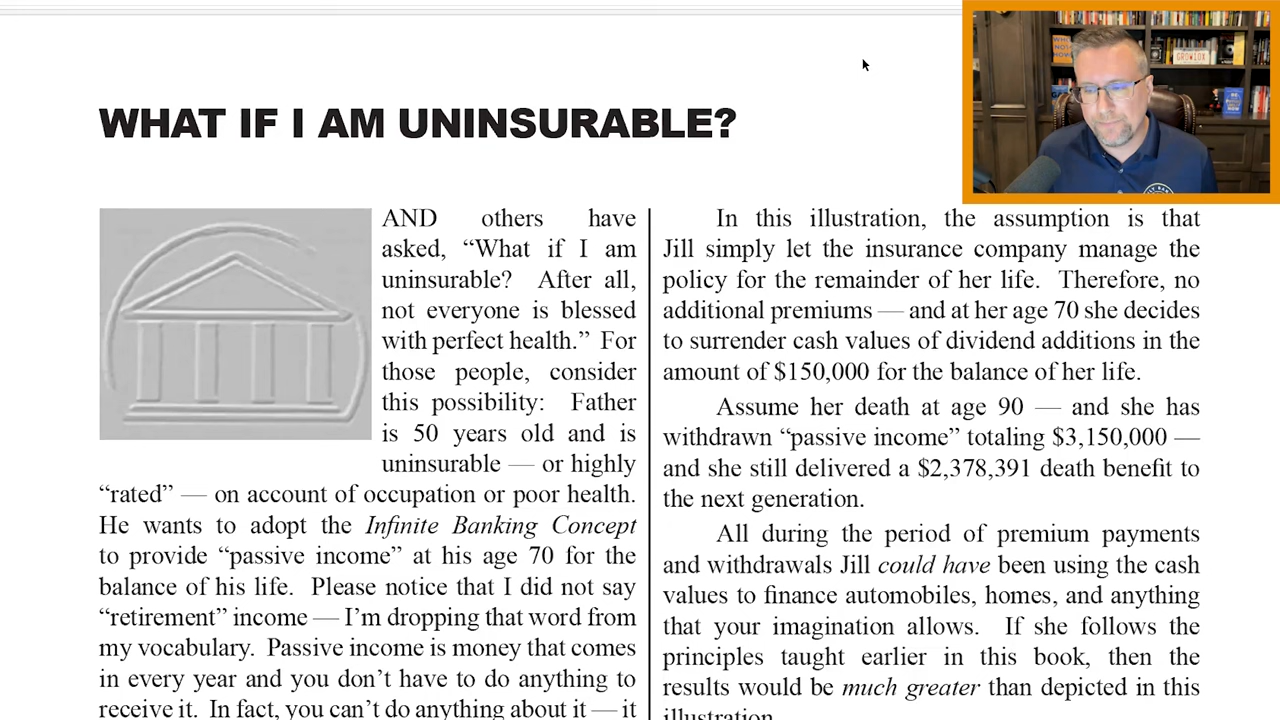 WHAT IF I AM UNINSURABLE?
AND others have
asked, “What if I am
uninsurable? After all,
not everyone is blessed
with perfect health.” For
those people, consider
this possibility: Father
is 50 years old and is
uninsurable — or highly
“rated” — on account of occupation or poor health.
He wants to adopt the Infinite Banking Concept
to provide “passive income” at his age 70 for the
balance of his life. Please notice that I did not say
“retirement” income — I’m dropping that word from
my vocabulary. Passive income is money that comes
in every year and you don’t have to do anything to
receive it. In fact, you can’t do anything about it — it
In this illustration, the assumption is that
Jill simply let the insurance company manage the
policy for the remainder of her life. Therefore, no
additional premiums — and at her age 70 she decides
to surrender cash values of dividend additions in the
amount of $150,000 for the balance of her life.
Assume her death at age 90 — and she has
withdrawn “passive income” totaling $3,150,000 —
and she still delivered a $2,378,391 death benefit to
the next generation.
All during the period of premium payments
and withdrawals Jill could have been using the cash
values to finance automobiles, homes, and anything
that your imagination allows. If she follows the
principles taught earlier in this book, then the
results would be much greater than depicted in this
illustration.